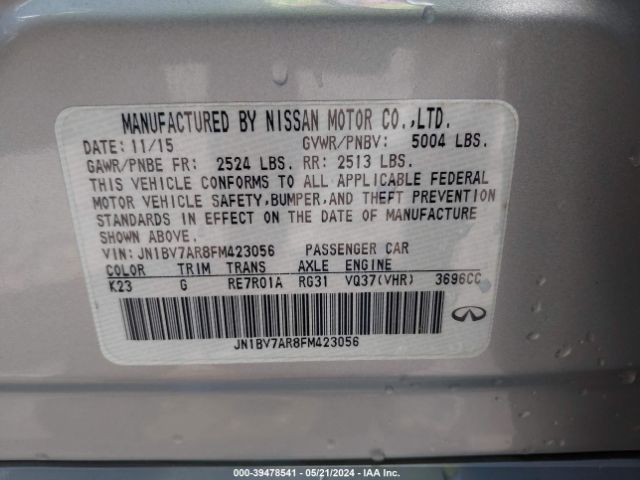 MANUFACTURED BY NISSAN MOTOR CO.,LTD.
DATE: 11/15 GVWR/PNBV: 5004 LBS.
GAWR/PNBE FR: 2524 LBS. RR: 2513 LBS.
THIS VEHICLE CONFORMS TO ALL APPLICABLE FEDERAL
MOTOR VEHICLE SAFETY,BUMPER,AND THEFT PREVENTION
STANDARDS IN EFFECT ON THE DATE OF MANUFACTURE
SHOWN ABOVE.
VIN: JN1BV7AR8FM423056 PASSENGER CAR
COLOR TRIM TRANS AXLE ENGINE
K23 G RE7R01A RG31 VQ37(VHR) 3696CC
JN1BV7AR8FM423056
000-39478541 - 05/21/2024 - IAA Inc.